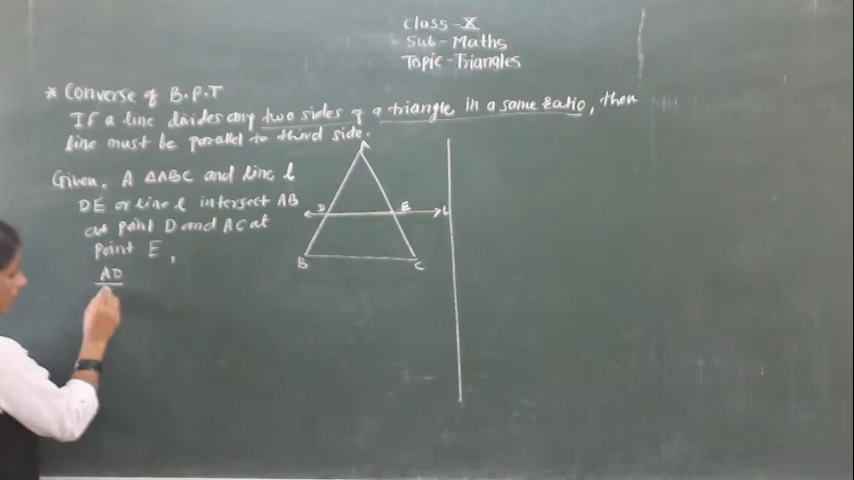 Class-X
Sub-Maths
Topic-Triangles
* Converse of B.P.T
If a line divides any two sides of a triangle in a same ratio, then
line must be parallel to third side.
Given. A ΔABC and line l
DE or line l intersect AB
at point D and AC at
point E,
AD
A
D E L
B C